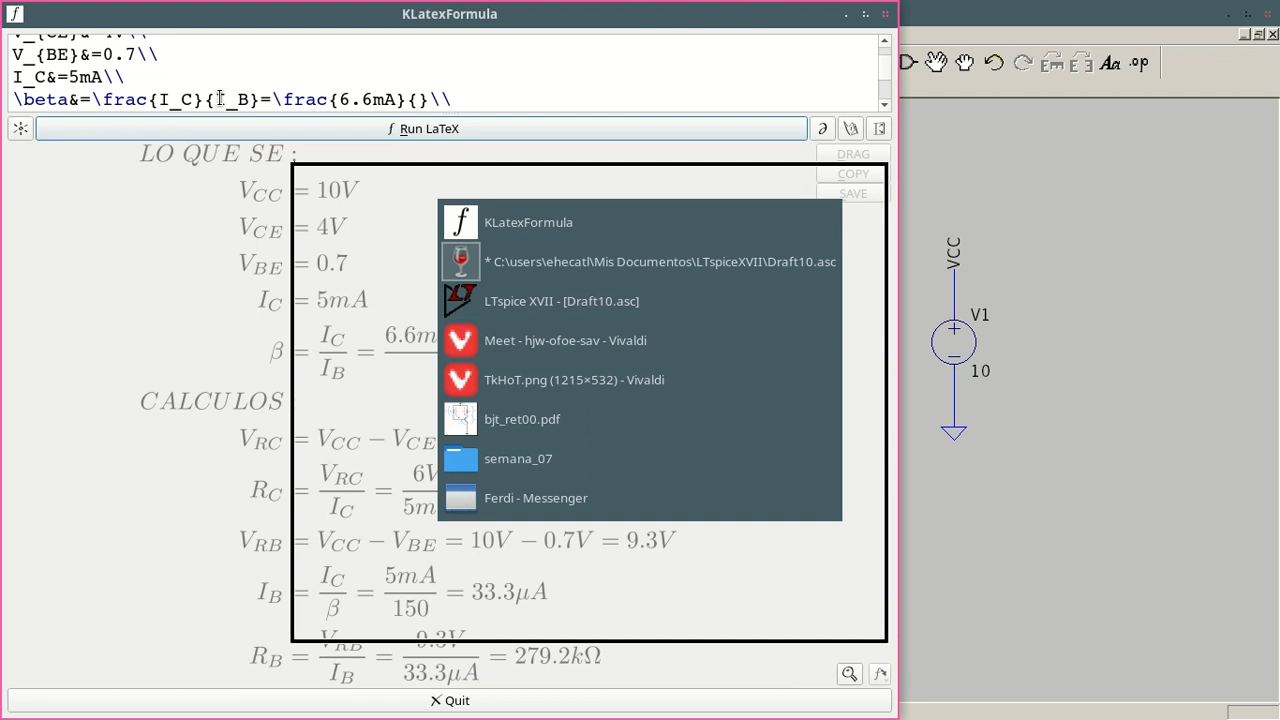 KLatexFormula
V_{BE}&=0.7\\
I_C&=5mA\\
\beta&=\frac{I_C}{I_B}=\frac{6.6mA}{}\\
Run LaTeX
LO QUE SE :
DRAG
COPY
SAVE
V_CC = 10V
V_CE = 4V
V_BE = 0.7
I_C = 5mA
β = I_C / I_B = 6.6m
CALCULOS :
V_RC = V_CC − V_CE
R_C = V_RC / I_C = 6V / 5m
V_RB = V_CC − V_BE = 10V − 0.7V = 9.3V
I_B = I_C / β = 5mA / 150 = 33.3μA
R_B = V_RB / I_B = 9.3V / 33.3μA = 279.2kΩ
Quit
KLatexFormula
* C:\users\ehecatl\Mis Documentos\LTspiceXVII\Draft10.asc
LTspice XVII - [Draft10.asc]
Meet - hjw-ofoe-sav - Vivaldi
TkHoT.png (1215×532) - Vivaldi
bjt_ret00.pdf
semana_07
Ferdi - Messenger
Aa .op
VCC
V1
10